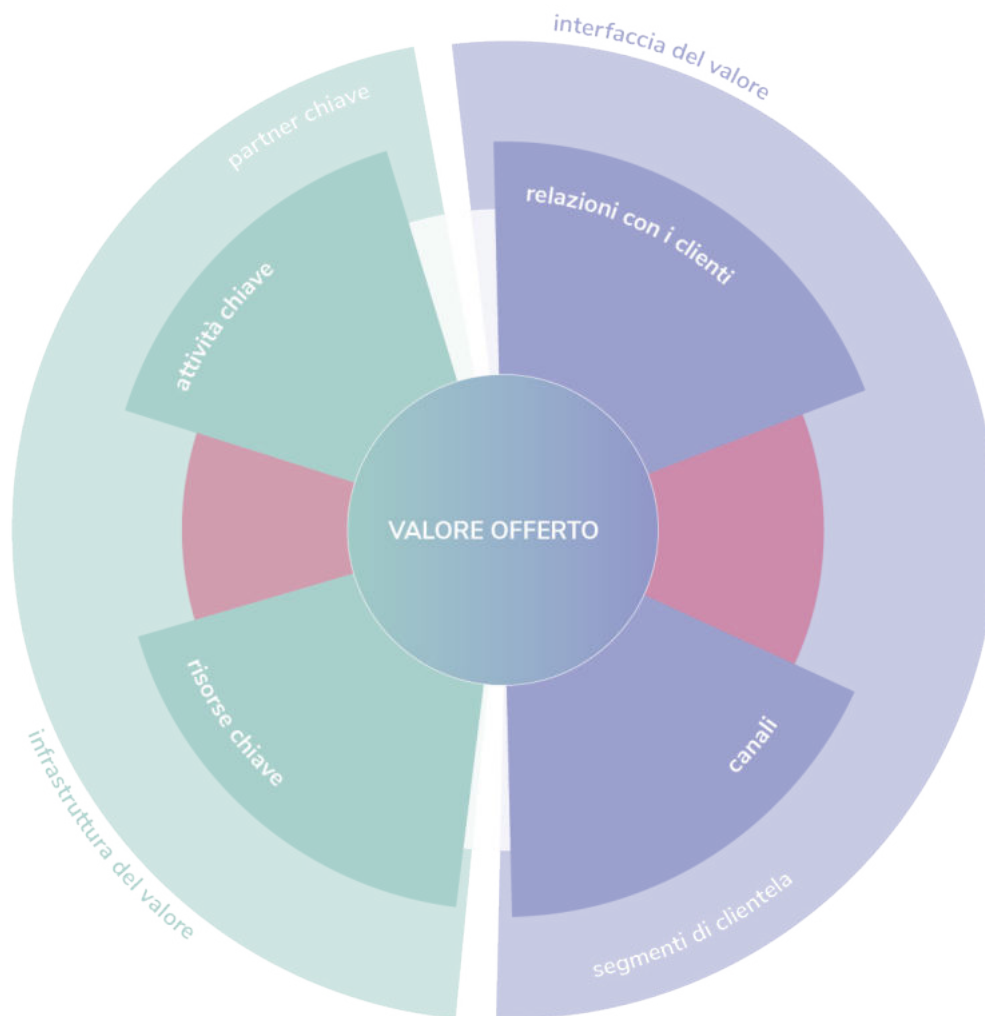 interfaccia del valore
partner chiave
relazioni con i clienti
attività chiave
VALORE OFFERTO
risorse chiave
canali
infrastruttura del valore
segmenti di clientela